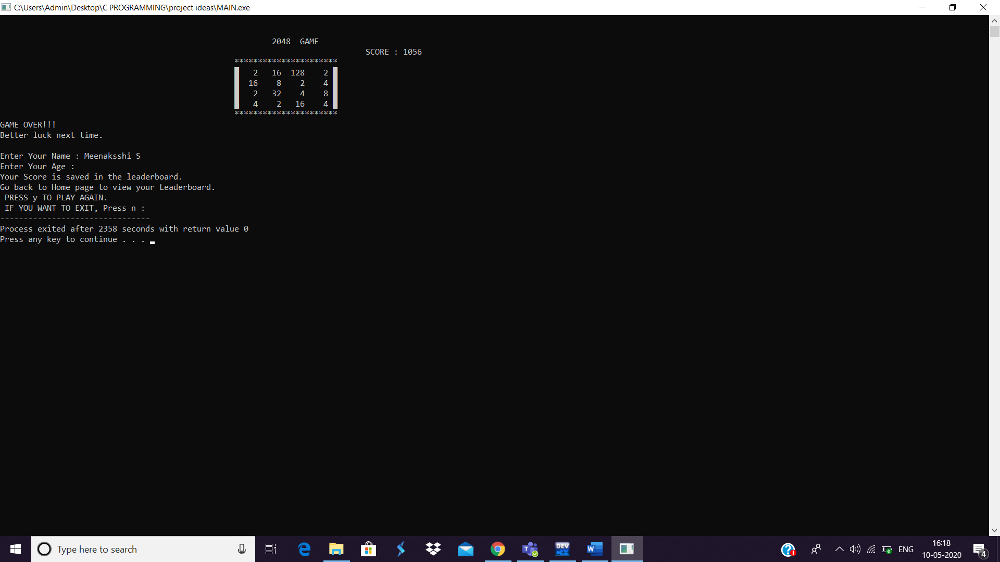 C:\Users\Admin\Desktop\C PROGRAMMING\project ideas\MAIN.exe
2048 GAME
SCORE : 1056
**********************
2 16 128 2
16 8 2 4
2 32 4 8
4 2 16 4
**********************
GAME OVER!!!
Better luck next time.
Enter Your Name : Meenaksshi S
Enter Your Age :
Your Score is saved in the leaderboard.
Go back to Home page to view your Leaderboard.
PRESS y TO PLAY AGAIN.
IF YOU WANT TO EXIT, Press n :
--------------------------------
Process exited after 2358 seconds with return value 0
Press any key to continue . . .
Type here to search
DEV C++
ENG
16:18
10-05-2020
4